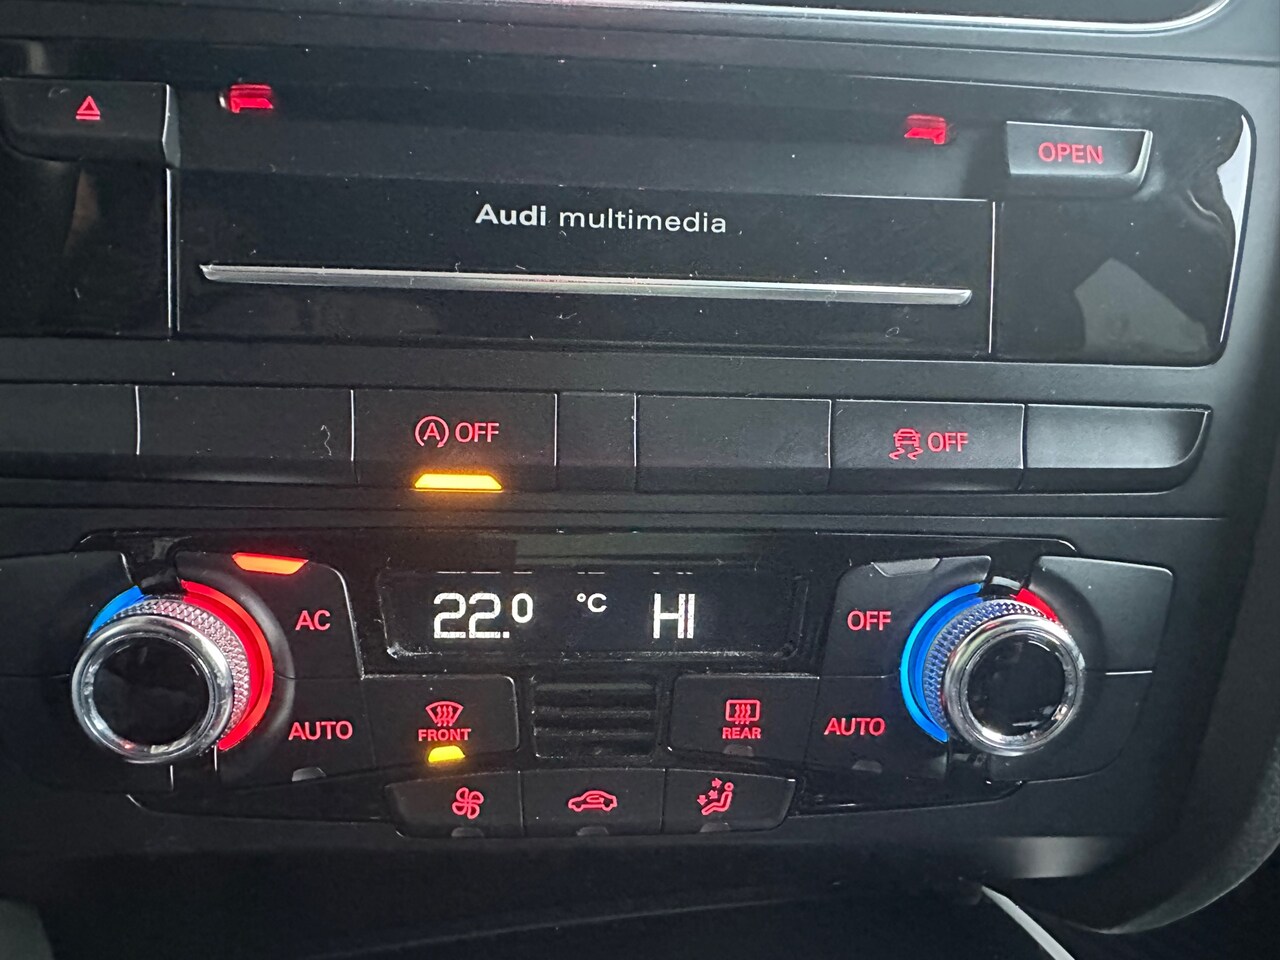 OPEN
Audi multimedia
A OFF
OFF
AC
22.0 °C HI
OFF
AUTO
FRONT
REAR
AUTO